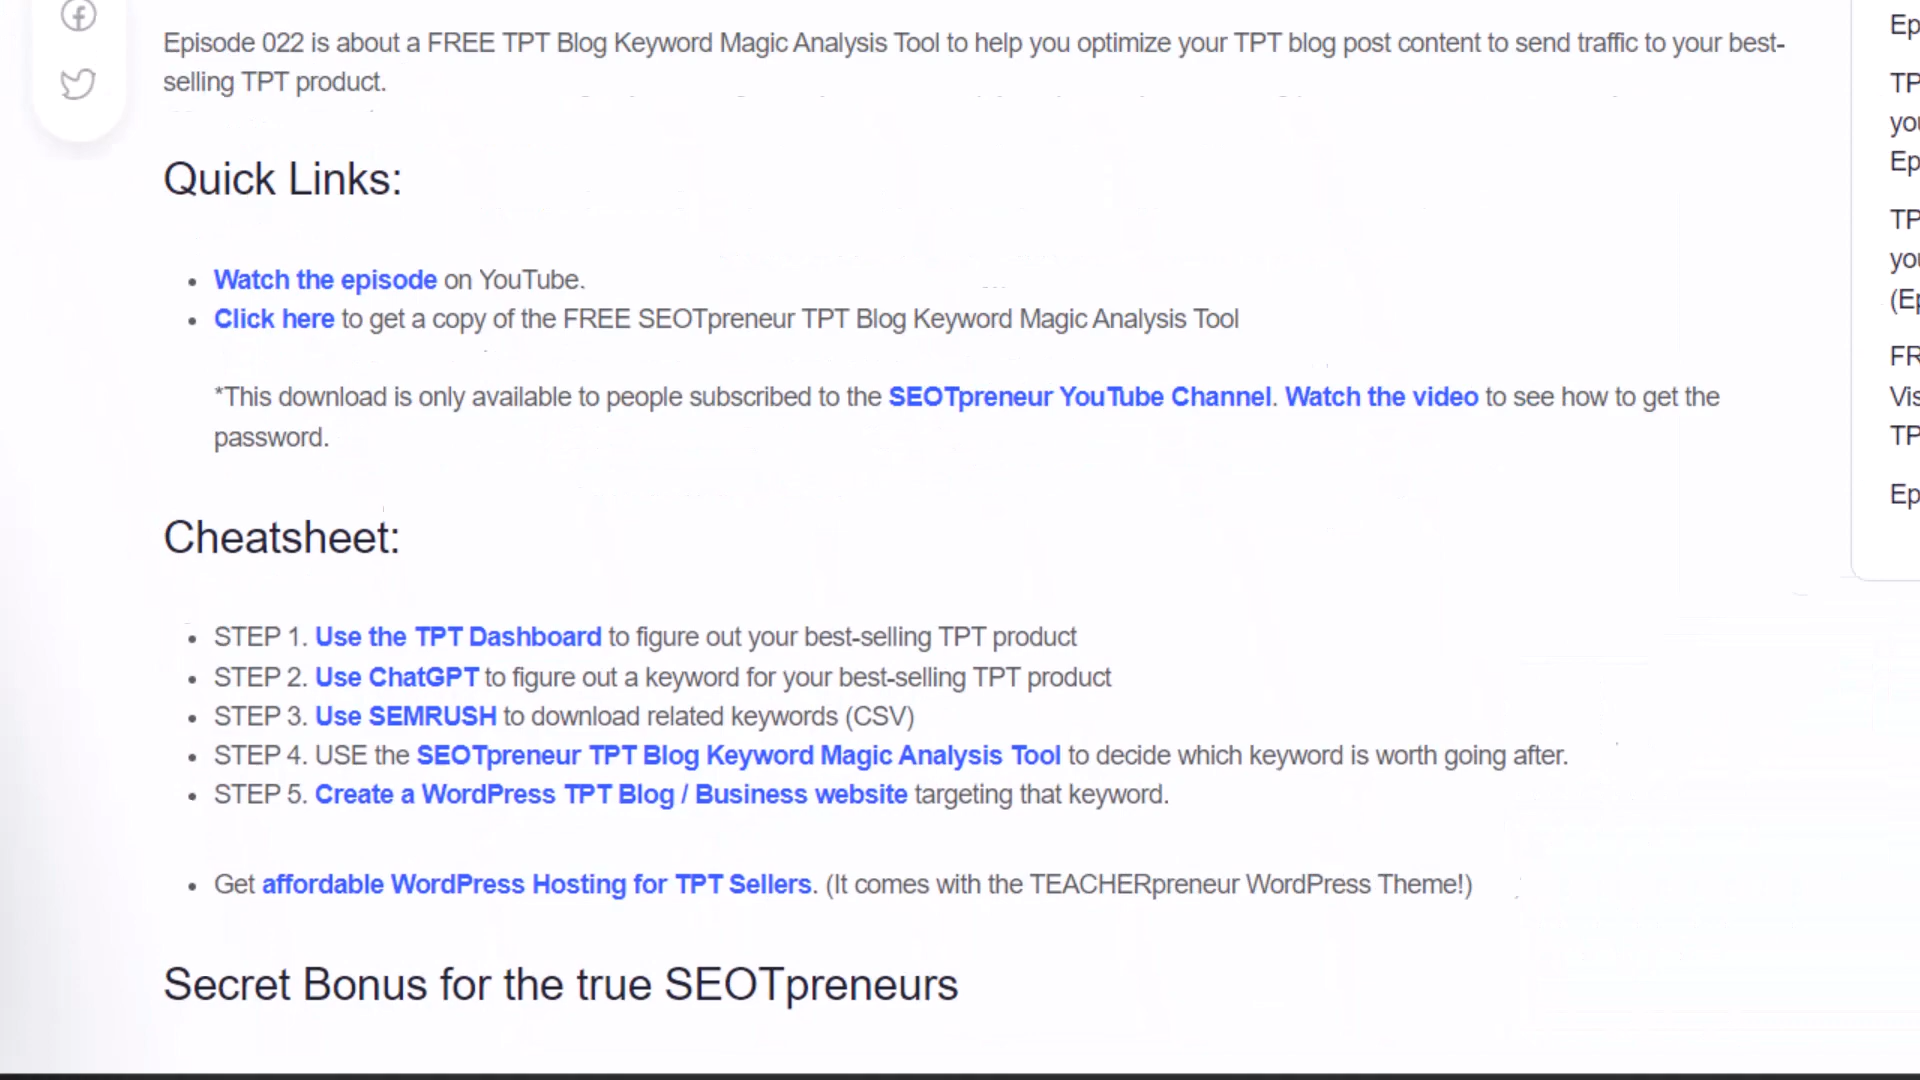 Episode 022 is about a FREE TPT Blog Keyword Magic Analysis Tool to help you optimize your TPT blog post content to send traffic to your best-
selling TPT product.
Quick Links:
Watch the episode on YouTube.
Click here to get a copy of the FREE SEOTpreneur TPT Blog Keyword Magic Analysis Tool
*This download is only available to people subscribed to the SEOTpreneur YouTube Channel. Watch the video to see how to get the
password.
Cheatsheet:
STEP 1. Use the TPT Dashboard to figure out your best-selling TPT product
STEP 2. Use ChatGPT to figure out a keyword for your best-selling TPT product
STEP 3. Use SEMRUSH to download related keywords (CSV)
STEP 4. USE the SEOTpreneur TPT Blog Keyword Magic Analysis Tool to decide which keyword is worth going after.
STEP 5. Create a WordPress TPT Blog / Business website targeting that keyword.
Get affordable WordPress Hosting for TPT Sellers. (It comes with the TEACHERpreneur WordPress Theme!)
Secret Bonus for the true SEOTpreneurs